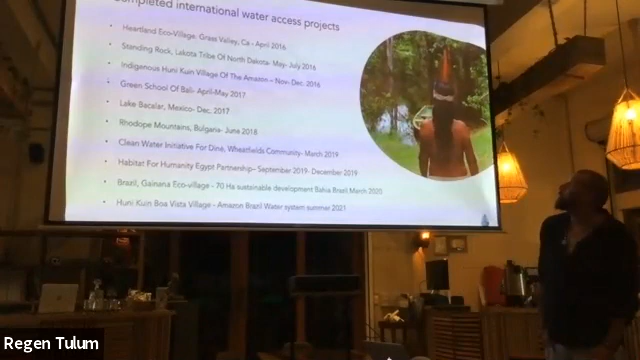 Completed international water access projects
• Heartland Eco-Village, Grass Valley, Ca - April 2016
• Standing Rock, Lakota Tribe Of North Dakota- May- July 2016
• Indigenous Huni Kuin Village Of The Amazon – Nov- Dec. 2016
• Green School Of Bali- April-May 2017
• Lake Bacalar, Mexico- Dec. 2017
• Rhodope Mountains, Bulgaria- June 2018
• Clean Water Initiative For Diné, Wheatfields Community- March 2019
• Habitat For Humanity Egypt Partnership– September 2019- December 2019
• Brazil, Gainana Eco-village - 70 Ha sustainable development Bahia Brazil March 2020
• Huni Kuin Boa Vista Village - Amazon Brazil Water system summer 2021
Regen Tulum